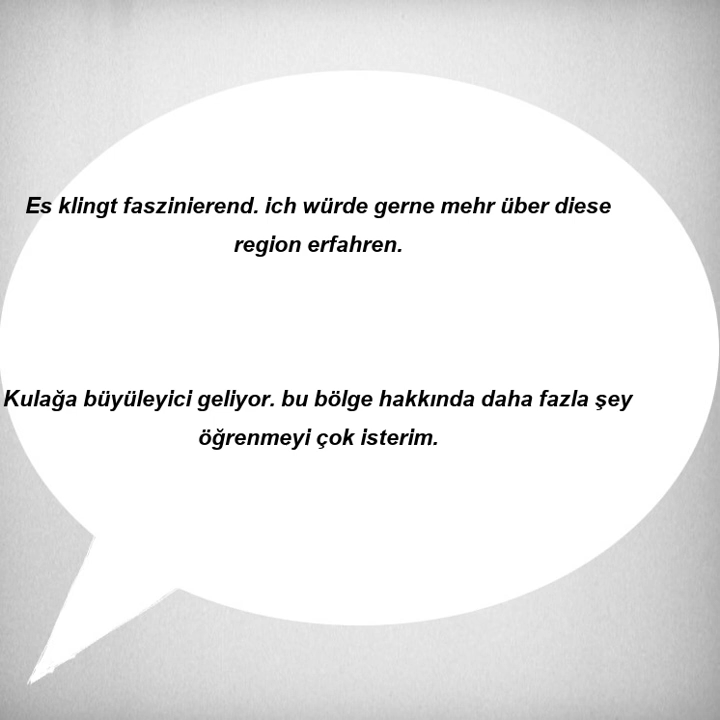 Es klingt faszinierend. ich würde gerne mehr über diese
region erfahren.
Kulağa büyüleyici geliyor. bu bölge hakkında daha fazla şey
öğrenmeyi çok isterim.